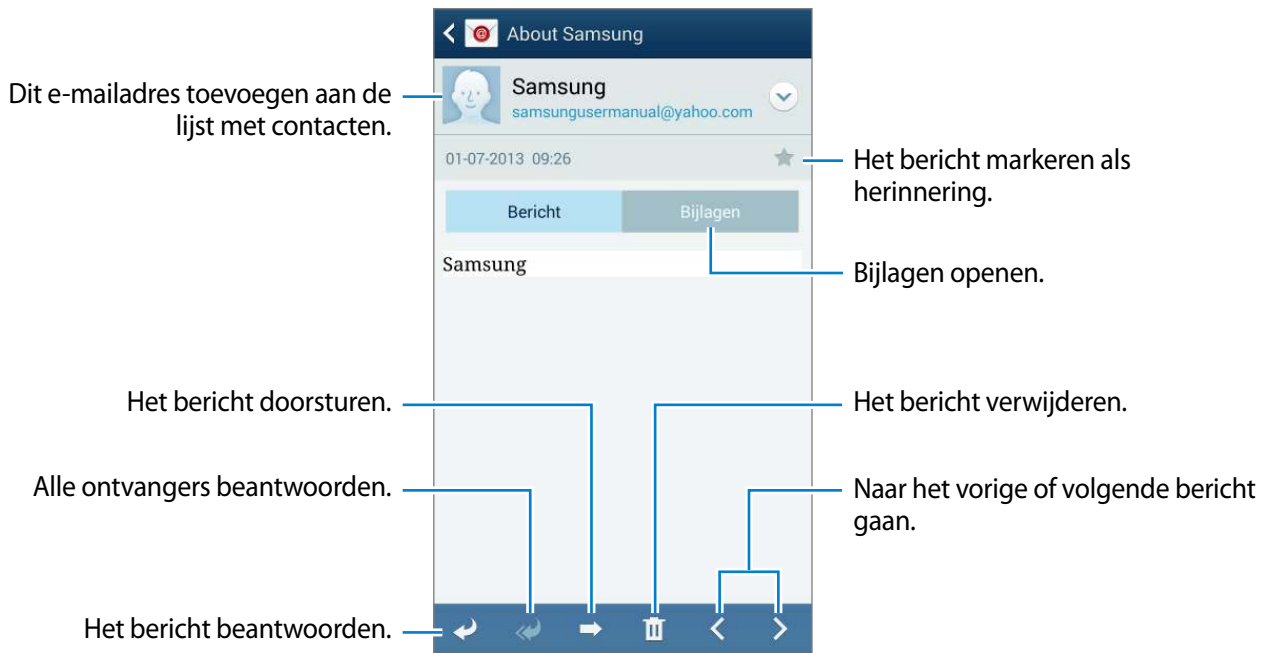 About Samsung
Dit e-mailadres toevoegen aan de
lijst met contacten.
Samsung
samsungusermanual@yahoo.com
01-07-2013 09:26
Het bericht markeren als
herinnering.
Bericht
Bijlagen
Samsung
Bijlagen openen.
Het bericht doorsturen.
Het bericht verwijderen.
Alle ontvangers beantwoorden.
Naar het vorige of volgende bericht
gaan.
Het bericht beantwoorden.